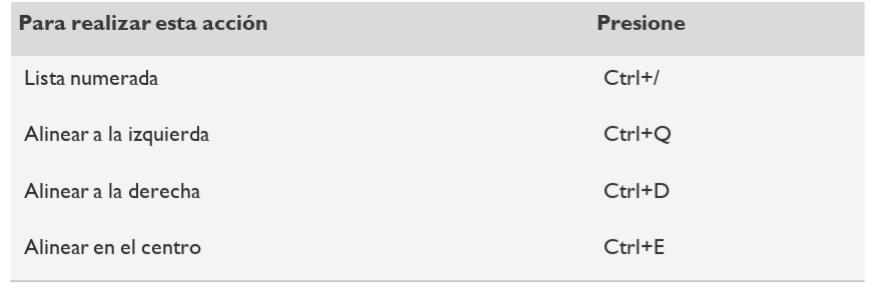 Para realizar esta acción Presione
Lista numerada Ctrl+/
Alinear a la izquierda Ctrl+Q
Alinear a la derecha Ctrl+D
Alinear en el centro Ctrl+E